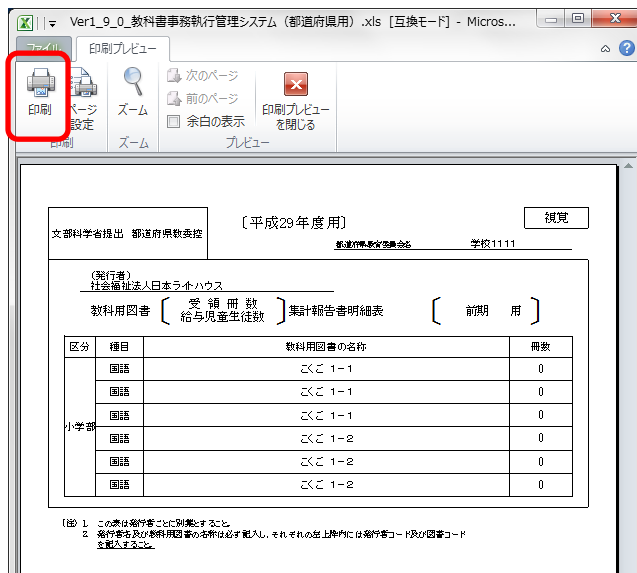 Ver1_9_0_教科書事務執行管理システム（都道府県用）.xls [互換モード] - Micros...
ファイル 印刷プレビュー
印刷
ページ設定
ズーム
次のページ
前のページ
余白の表示
印刷プレビューを閉じる
印刷 ズーム プレビュー
文部科学省提出 都道府県教委控
〔平成29年度用〕
視覚
都道府県教育委員会名 学校1111
（発行者）
社会福祉法人日本ライトハウス
教科用図書〔受領冊数 給与児童生徒数〕集計報告書明細表〔前期 用〕
区分 種目 教科用図書の名称 冊数
小学部
国語 こくご 1－1 0
国語 こくご 1－1 0
国語 こくご 1－1 0
国語 こくご 1－2 0
国語 こくご 1－2 0
国語 こくご 1－2 0
（注） 1. この表は発行者ごとに別葉とすること。
2. 発行者名及び教科用図書の名称は必ず記入し、それぞれの左上枠内には発行者コード及び図書コード
を記入すること。